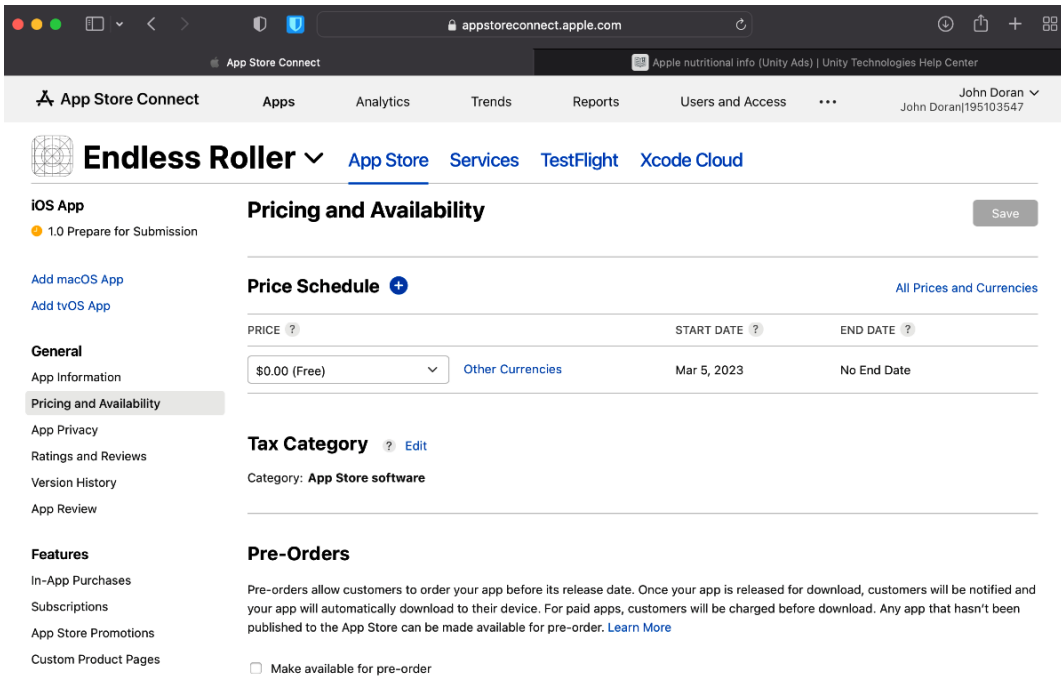 appstoreconnect.apple.com
App Store Connect
Apple nutritional info (Unity Ads) | Unity Technologies Help Center
App Store Connect
Apps
Analytics
Trends
Reports
Users and Access
John Doran
John Doran|195103547
Endless Roller
App Store
Services
TestFlight
Xcode Cloud
iOS App
1.0 Prepare for Submission
Add macOS App
Add tvOS App
General
App Information
Pricing and Availability
App Privacy
Ratings and Reviews
Version History
App Review
Features
In-App Purchases
Subscriptions
App Store Promotions
Custom Product Pages
Pricing and Availability
Save
Price Schedule
All Prices and Currencies
PRICE ?
START DATE ?
END DATE ?
$0.00 (Free)
Other Currencies
Mar 5, 2023
No End Date
Tax Category ? Edit
Category: App Store software
Pre-Orders
Pre-orders allow customers to order your app before its release date. Once your app is released for download, customers will be notified and
your app will automatically download to their device. For paid apps, customers will be charged before download. Any app that hasn't been
published to the App Store can be made available for pre-order. Learn More
Make available for pre-order